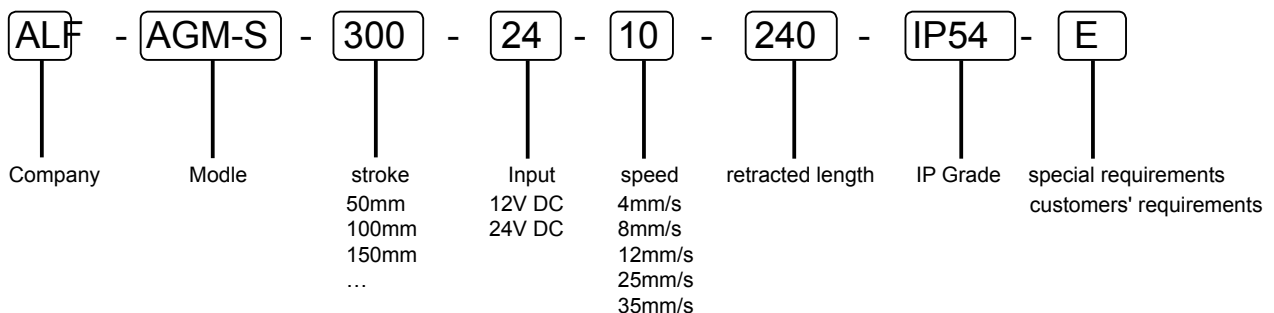 ALF - AGM-S - 300 - 24 - 10 - 240 - IP54 - E
Company Modle stroke Input speed retracted length IP Grade special requirements
50mm 12V DC 4mm/s customers' requirements
100mm 24V DC 8mm/s
150mm 12mm/s
… 25mm/s
35mm/s